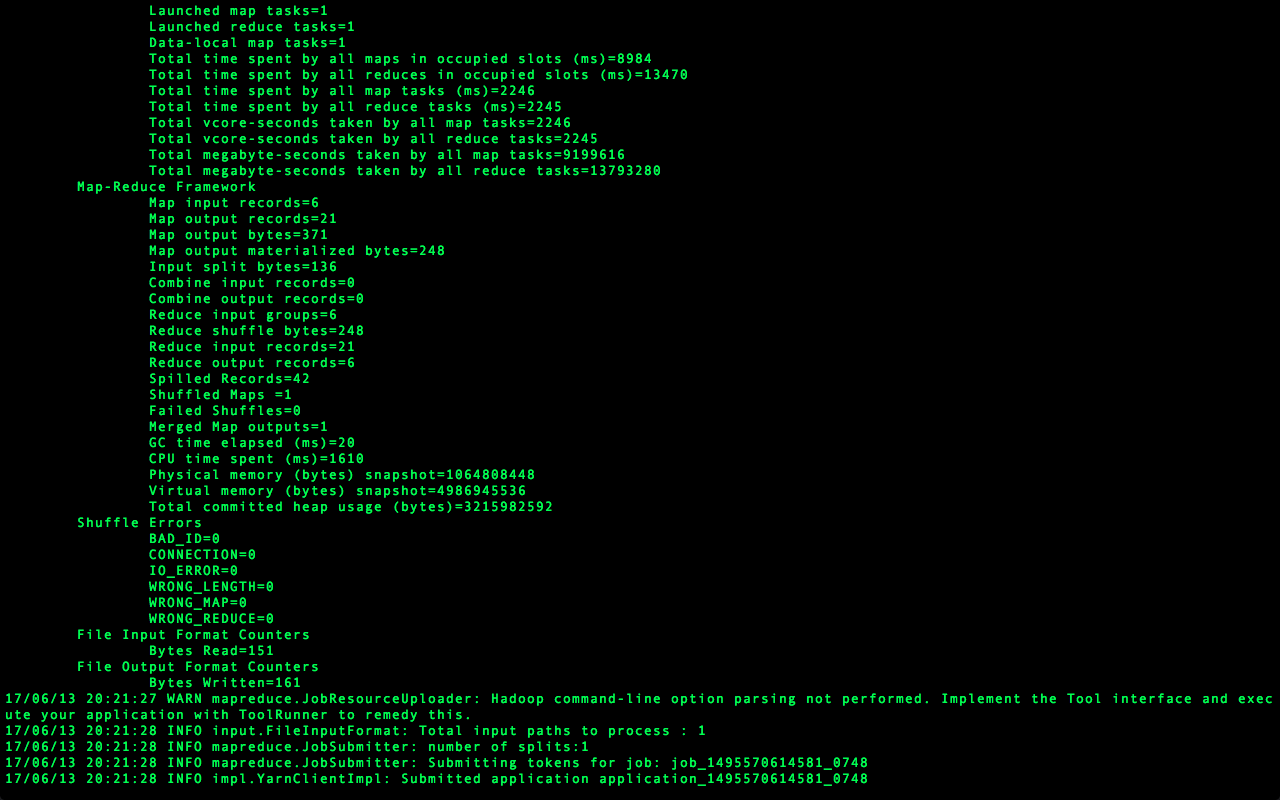 Launched map tasks=1
Launched reduce tasks=1
Data-local map tasks=1
Total time spent by all maps in occupied slots (ms)=8984
Total time spent by all reduces in occupied slots (ms)=13470
Total time spent by all map tasks (ms)=2246
Total time spent by all reduce tasks (ms)=2245
Total vcore-seconds taken by all map tasks=2246
Total vcore-seconds taken by all reduce tasks=2245
Total megabyte-seconds taken by all map tasks=9199616
Total megabyte-seconds taken by all reduce tasks=13793280
Map-Reduce Framework
Map input records=6
Map output records=21
Map output bytes=371
Map output materialized bytes=248
Input split bytes=136
Combine input records=0
Combine output records=0
Reduce input groups=6
Reduce shuffle bytes=248
Reduce input records=21
Reduce output records=6
Spilled Records=42
Shuffled Maps =1
Failed Shuffles=0
Merged Map outputs=1
GC time elapsed (ms)=20
CPU time spent (ms)=1610
Physical memory (bytes) snapshot=1064808448
Virtual memory (bytes) snapshot=4986945536
Total committed heap usage (bytes)=3215982592
Shuffle Errors
BAD_ID=0
CONNECTION=0
IO_ERROR=0
WRONG_LENGTH=0
WRONG_MAP=0
WRONG_REDUCE=0
File Input Format Counters
Bytes Read=151
File Output Format Counters
Bytes Written=161
17/06/13 20:21:27 WARN mapreduce.JobResourceUploader: Hadoop command-line option parsing not performed. Implement the Tool interface and exec
ute your application with ToolRunner to remedy this.
17/06/13 20:21:28 INFO input.FileInputFormat: Total input paths to process : 1
17/06/13 20:21:28 INFO mapreduce.JobSubmitter: number of splits:1
17/06/13 20:21:28 INFO mapreduce.JobSubmitter: Submitting tokens for job: job_1495570614581_0748
17/06/13 20:21:28 INFO impl.YarnClientImpl: Submitted application application_1495570614581_0748